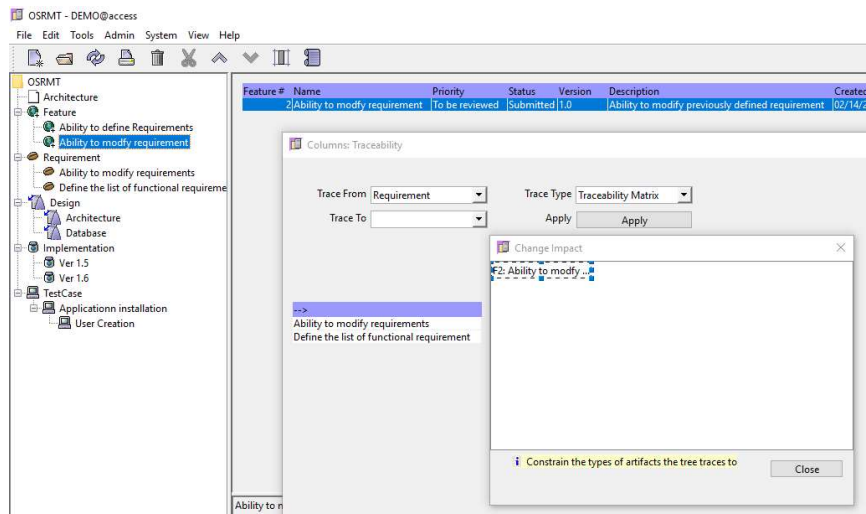 OSRMT - DEMO@access
File Edit Tools Admin System View Help
OSRMT
Architecture
Feature
Ability to define Requirements
Ability to modfy requirement
Requirement
Ability to modify requirements
Define the list of functional requireme
Design
Architecture
Database
Implementation
Ver 1.5
Ver 1.6
TestCase
Applicationn installation
User Creation
Feature # Name Priority Status Version Description Created
2 Ability to modfy requirement To be reviewed Submitted 1.0 Ability to modify previously defined requirement 02/14/2
Columns: Traceability
Trace From Requirement Trace Type Traceability Matrix
Trace To Apply Apply
Change Impact
F2: Ability to modfy ...
-->
Ability to modify requirements
Define the list of functional requirement
i Constrain the types of artifacts the tree traces to
Close
Ability to n